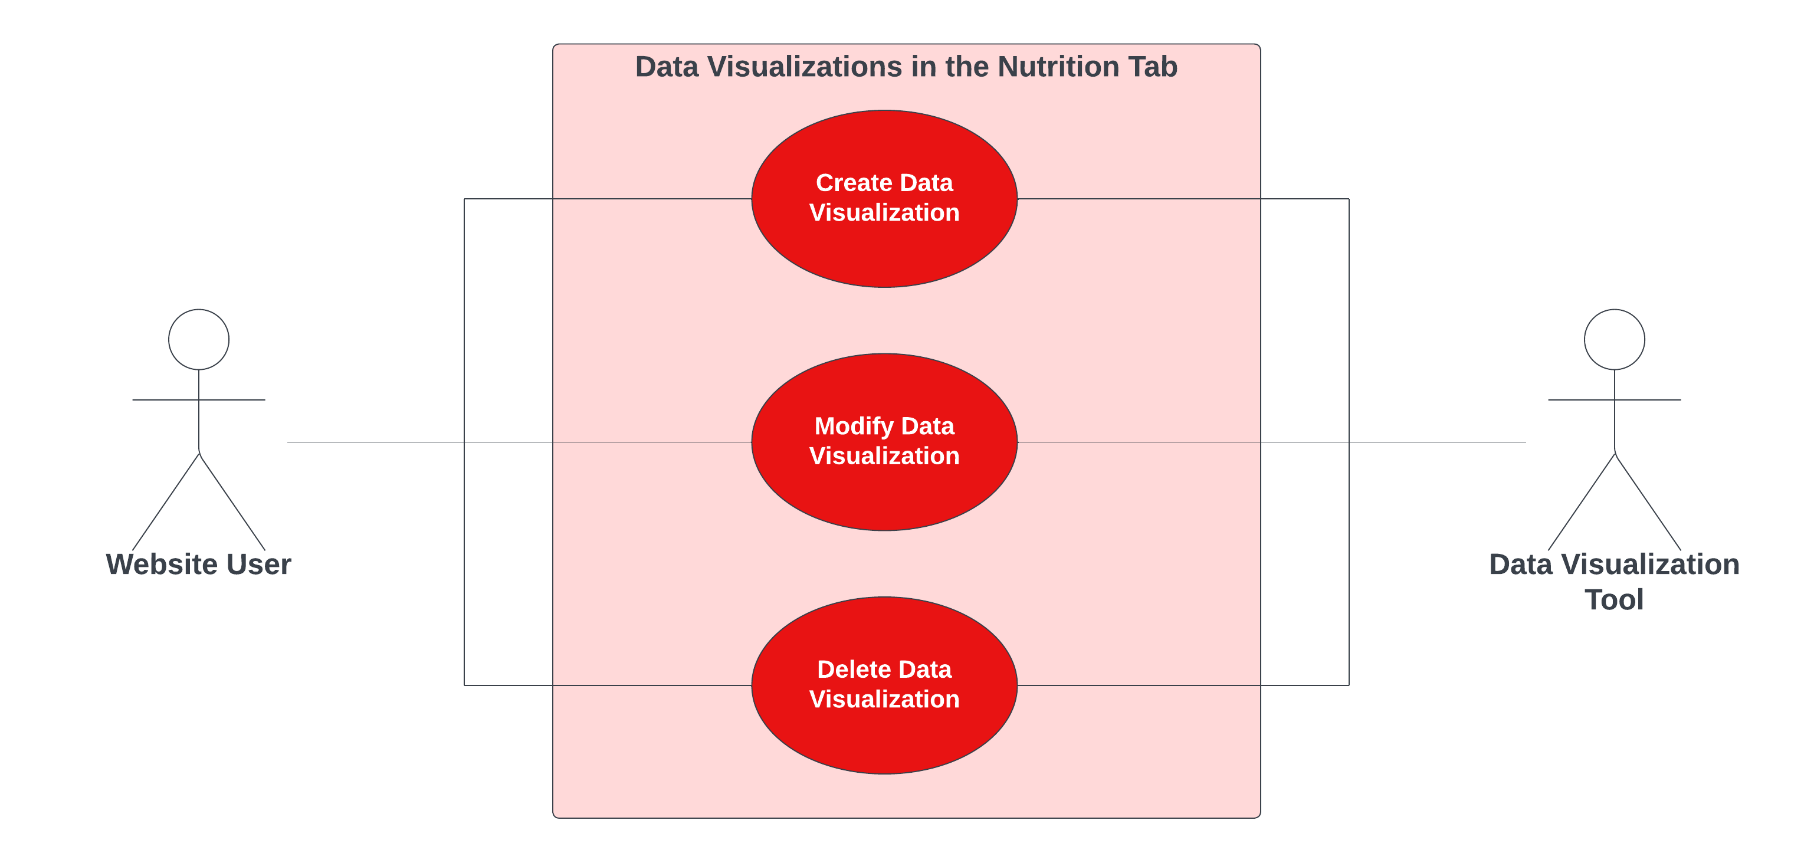 Data Visualizations in the Nutrition Tab
Create Data
Visualization
Modify Data
Visualization
Delete Data
Visualization
Website User
Data Visualization
Tool